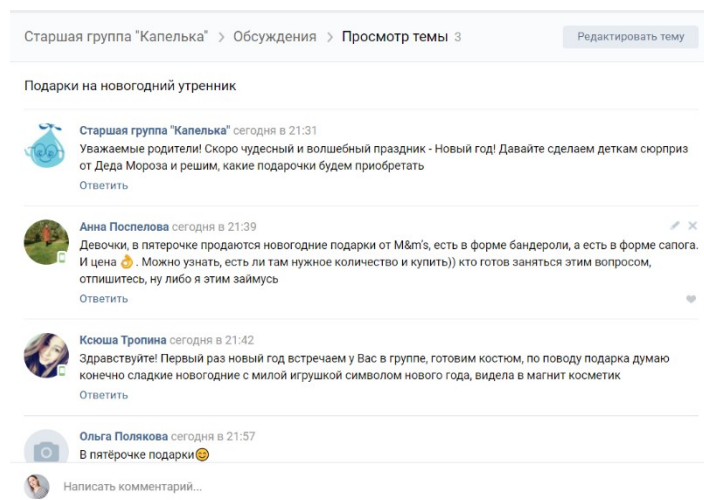 Старшая группа "Капелька" > Обсуждения > Просмотр темы 3
Редактировать тему
Подарки на новогодний утренник
Старшая группа "Капелька" сегодня в 21:31
Уважаемые родители! Скоро чудесный и волшебный праздник - Новый год! Давайте сделаем деткам сюрприз
от Деда Мороза и решим, какие подарочки будем приобретать
Ответить
Анна Поспелова сегодня в 21:39
Девочки, в пятерочке продаются новогодние подарки от M&m's, есть в форме бандероли, а есть в форме сапога.
И цена 👌. Можно узнать, есть ли там нужное количество и купить)) кто готов заняться этим вопросом,
отпишитесь, ну либо я этим займусь
Ответить
Ксюша Тропина сегодня в 21:42
Здравствуйте! Первый раз новый год встречаем у Вас в группе, готовим костюм, по поводу подарка думаю
конечно сладкие новогодние с милой игрушкой символом нового года, видела в магнит косметик
Ответить
Ольга Полякова сегодня в 21:57
В пятёрочке подарки😊
Написать комментарий...